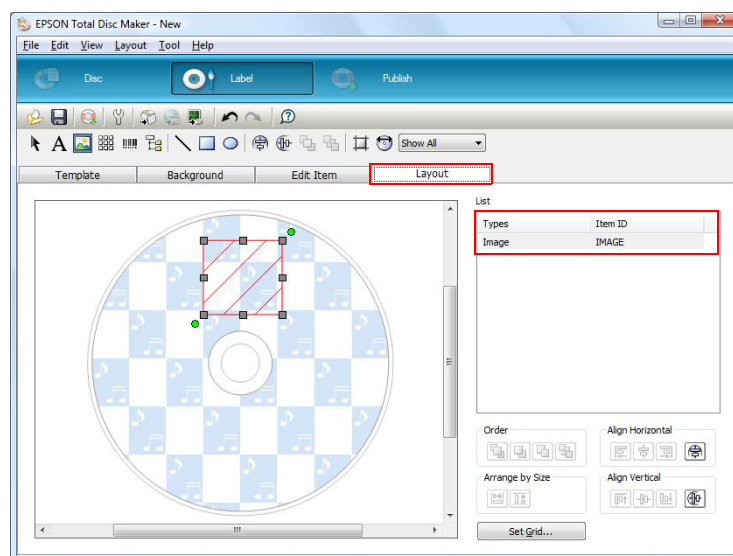 EPSON Total Disc Maker - New
File Edit View Layout Tool Help
Disc Label Publish
A Show All
Template Background Edit Item Layout
List
Types Item ID
Image IMAGE
Order Align Horizontal
Arrange by Size Align Vertical
Set Grid...